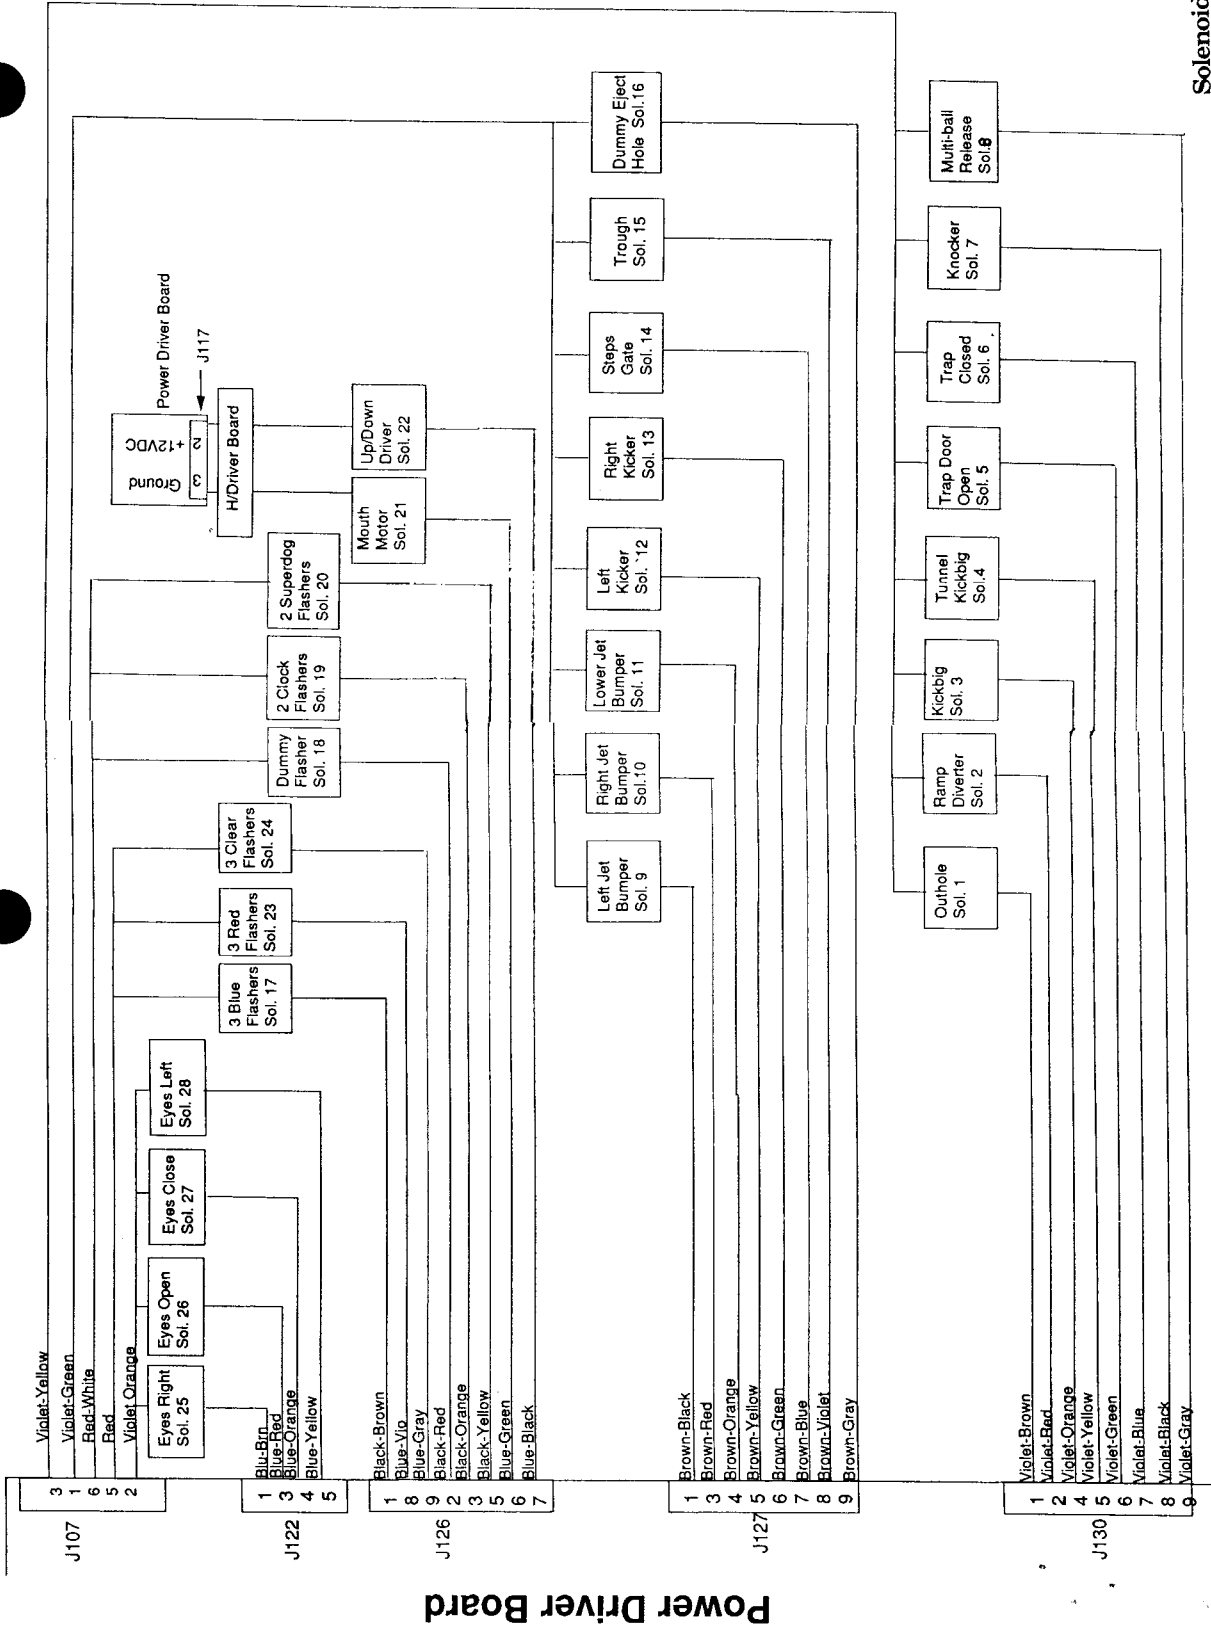 Solenoid
Power Driver Board
J107
3
1
6
5
2
Violet-Yellow
Violet-Green
Red-White
Red
Violet Orange
Eyes Right
Sol. 25
Eyes Open
Sol. 26
Eyes Close
Sol. 27
Eyes Left
Sol. 28
3 Blue
Flashers
Sol. 17
3 Red
Flashers
Sol. 23
3 Clear
Flashers
Sol. 24
Dummy
Flasher
Sol. 18
2 Clock
Flashers
Sol. 19
2 Superdog
Flashers
Sol. 20
Mouth
Motor
Sol. 21
Up/Down
Driver
Sol. 22
H/Driver Board
Ground
+12VDC
3
2
Power Driver Board
J117
J122
1
3
4
5
Blu-Brn
Blue-Red
Blue-Orange
Blue-Yellow
J126
1
8
9
2
3
5
6
7
Black-Brown
Blue-Vio
Blue-Gray
Black-Red
Black-Orange
Black-Yellow
Blue-Green
Blue-Black
Left Jet
Bumper
Sol. 9
Right Jet
Bumper
Sol.10
Lower Jet
Bumper
Sol. 11
Left
Kicker
Sol. 12
Right
Kicker
Sol. 13
Steps
Gate
Sol. 14
Trough
Sol. 15
Dummy Eject
Hole Sol.16
J127
1
3
4
5
6
7
8
9
Brown-Black
Brown-Red
Brown-Orange
Brown-Yellow
Brown-Green
Brown-Blue
Brown-Violet
Brown-Gray
Outhole
Sol. 1
Ramp
Diverter
Sol. 2
Kickbig
Sol. 3
Tunnel
Kickbig
Sol.4
Trap Door
Open
Sol. 5
Trap
Closed
Sol. 6
Knocker
Sol. 7
Multi-ball
Release
Sol.8
J130
1
2
4
5
6
7
8
9
Violet-Brown
Violet-Red
Violet-Orange
Violet-Yellow
Violet-Green
Violet-Blue
Violet-Black
Violet-Gray